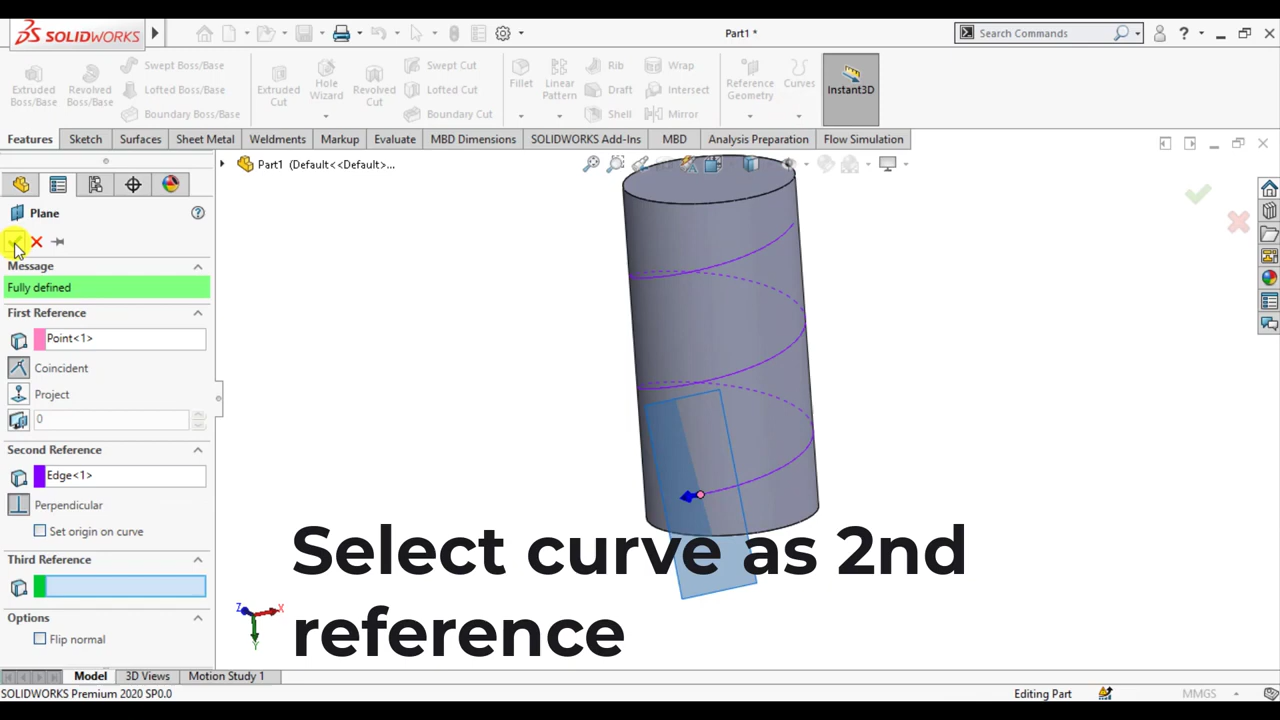 SOLIDWORKS
Part1 *
Search Commands
?
Extruded Boss/Base
Revolved Boss/Base
Swept Boss/Base
Lofted Boss/Base
Boundary Boss/Base
Extruded Cut
Hole Wizard
Revolved Cut
Swept Cut
Lofted Cut
Boundary Cut
Fillet
Linear Pattern
Rib
Draft
Shell
Wrap
Intersect
Mirror
Reference Geometry
Curves
Instant3D
Features
Sketch
Surfaces
Sheet Metal
Weldments
Markup
Evaluate
MBD Dimensions
SOLIDWORKS Add-Ins
MBD
Analysis Preparation
Flow Simulation
Part1 (Default<<Default>...
Plane
?
Message
Fully defined
First Reference
Point<1>
Coincident
Project
0
Second Reference
Edge<1>
Perpendicular
Set origin on curve
Third Reference
Options
Flip normal
Z
X
Y
Select curve as 2nd
reference
Model
3D Views
Motion Study 1
SOLIDWORKS Premium 2020 SP0.0
Editing Part
MMGS